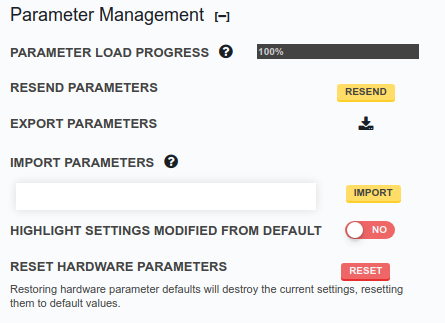 Parameter Management [–]
PARAMETER LOAD PROGRESS ? 100%
RESEND PARAMETERS RESEND
EXPORT PARAMETERS
IMPORT PARAMETERS ?
IMPORT
HIGHLIGHT SETTINGS MODIFIED FROM DEFAULT NO
RESET HARDWARE PARAMETERS RESET
Restoring hardware parameter defaults will destroy the current settings, resetting
them to default values.